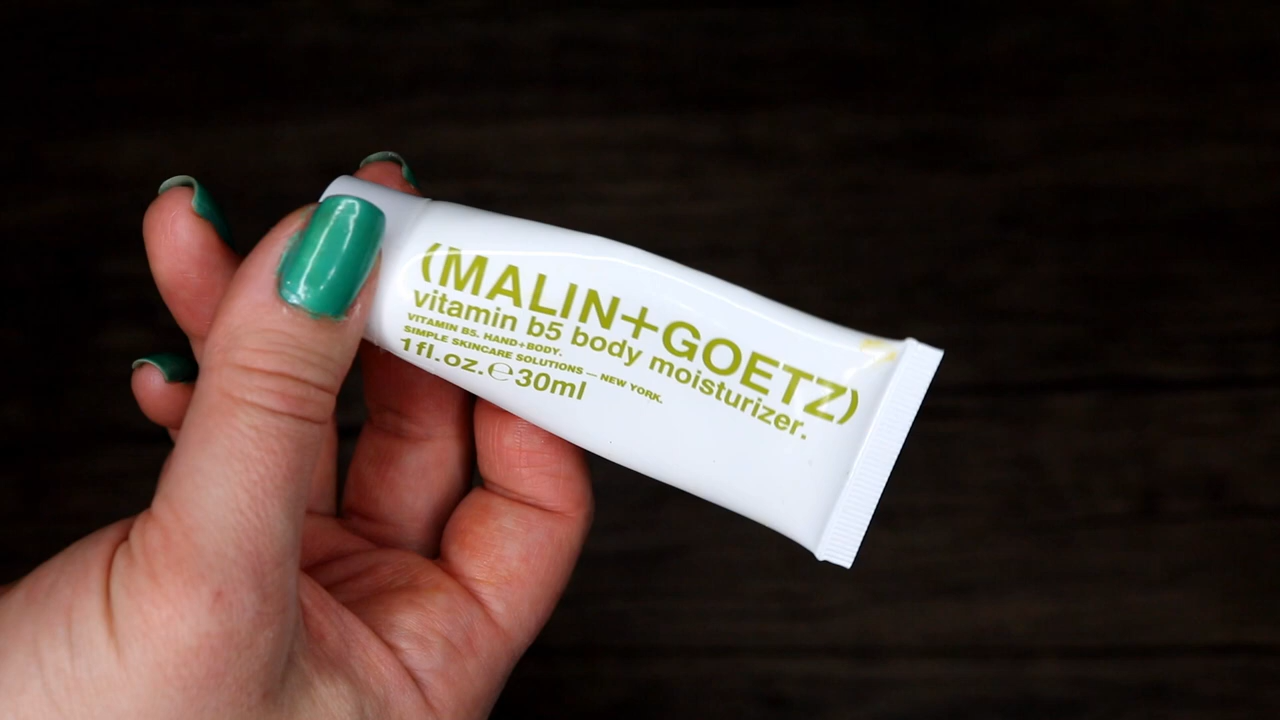 (MALIN+GOETZ)
vitamin b5 body moisturizer.
VITAMIN B5. HAND+BODY.
SIMPLE SKINCARE SOLUTIONS — NEW YORK.
1 fl.oz. ℮ 30ml